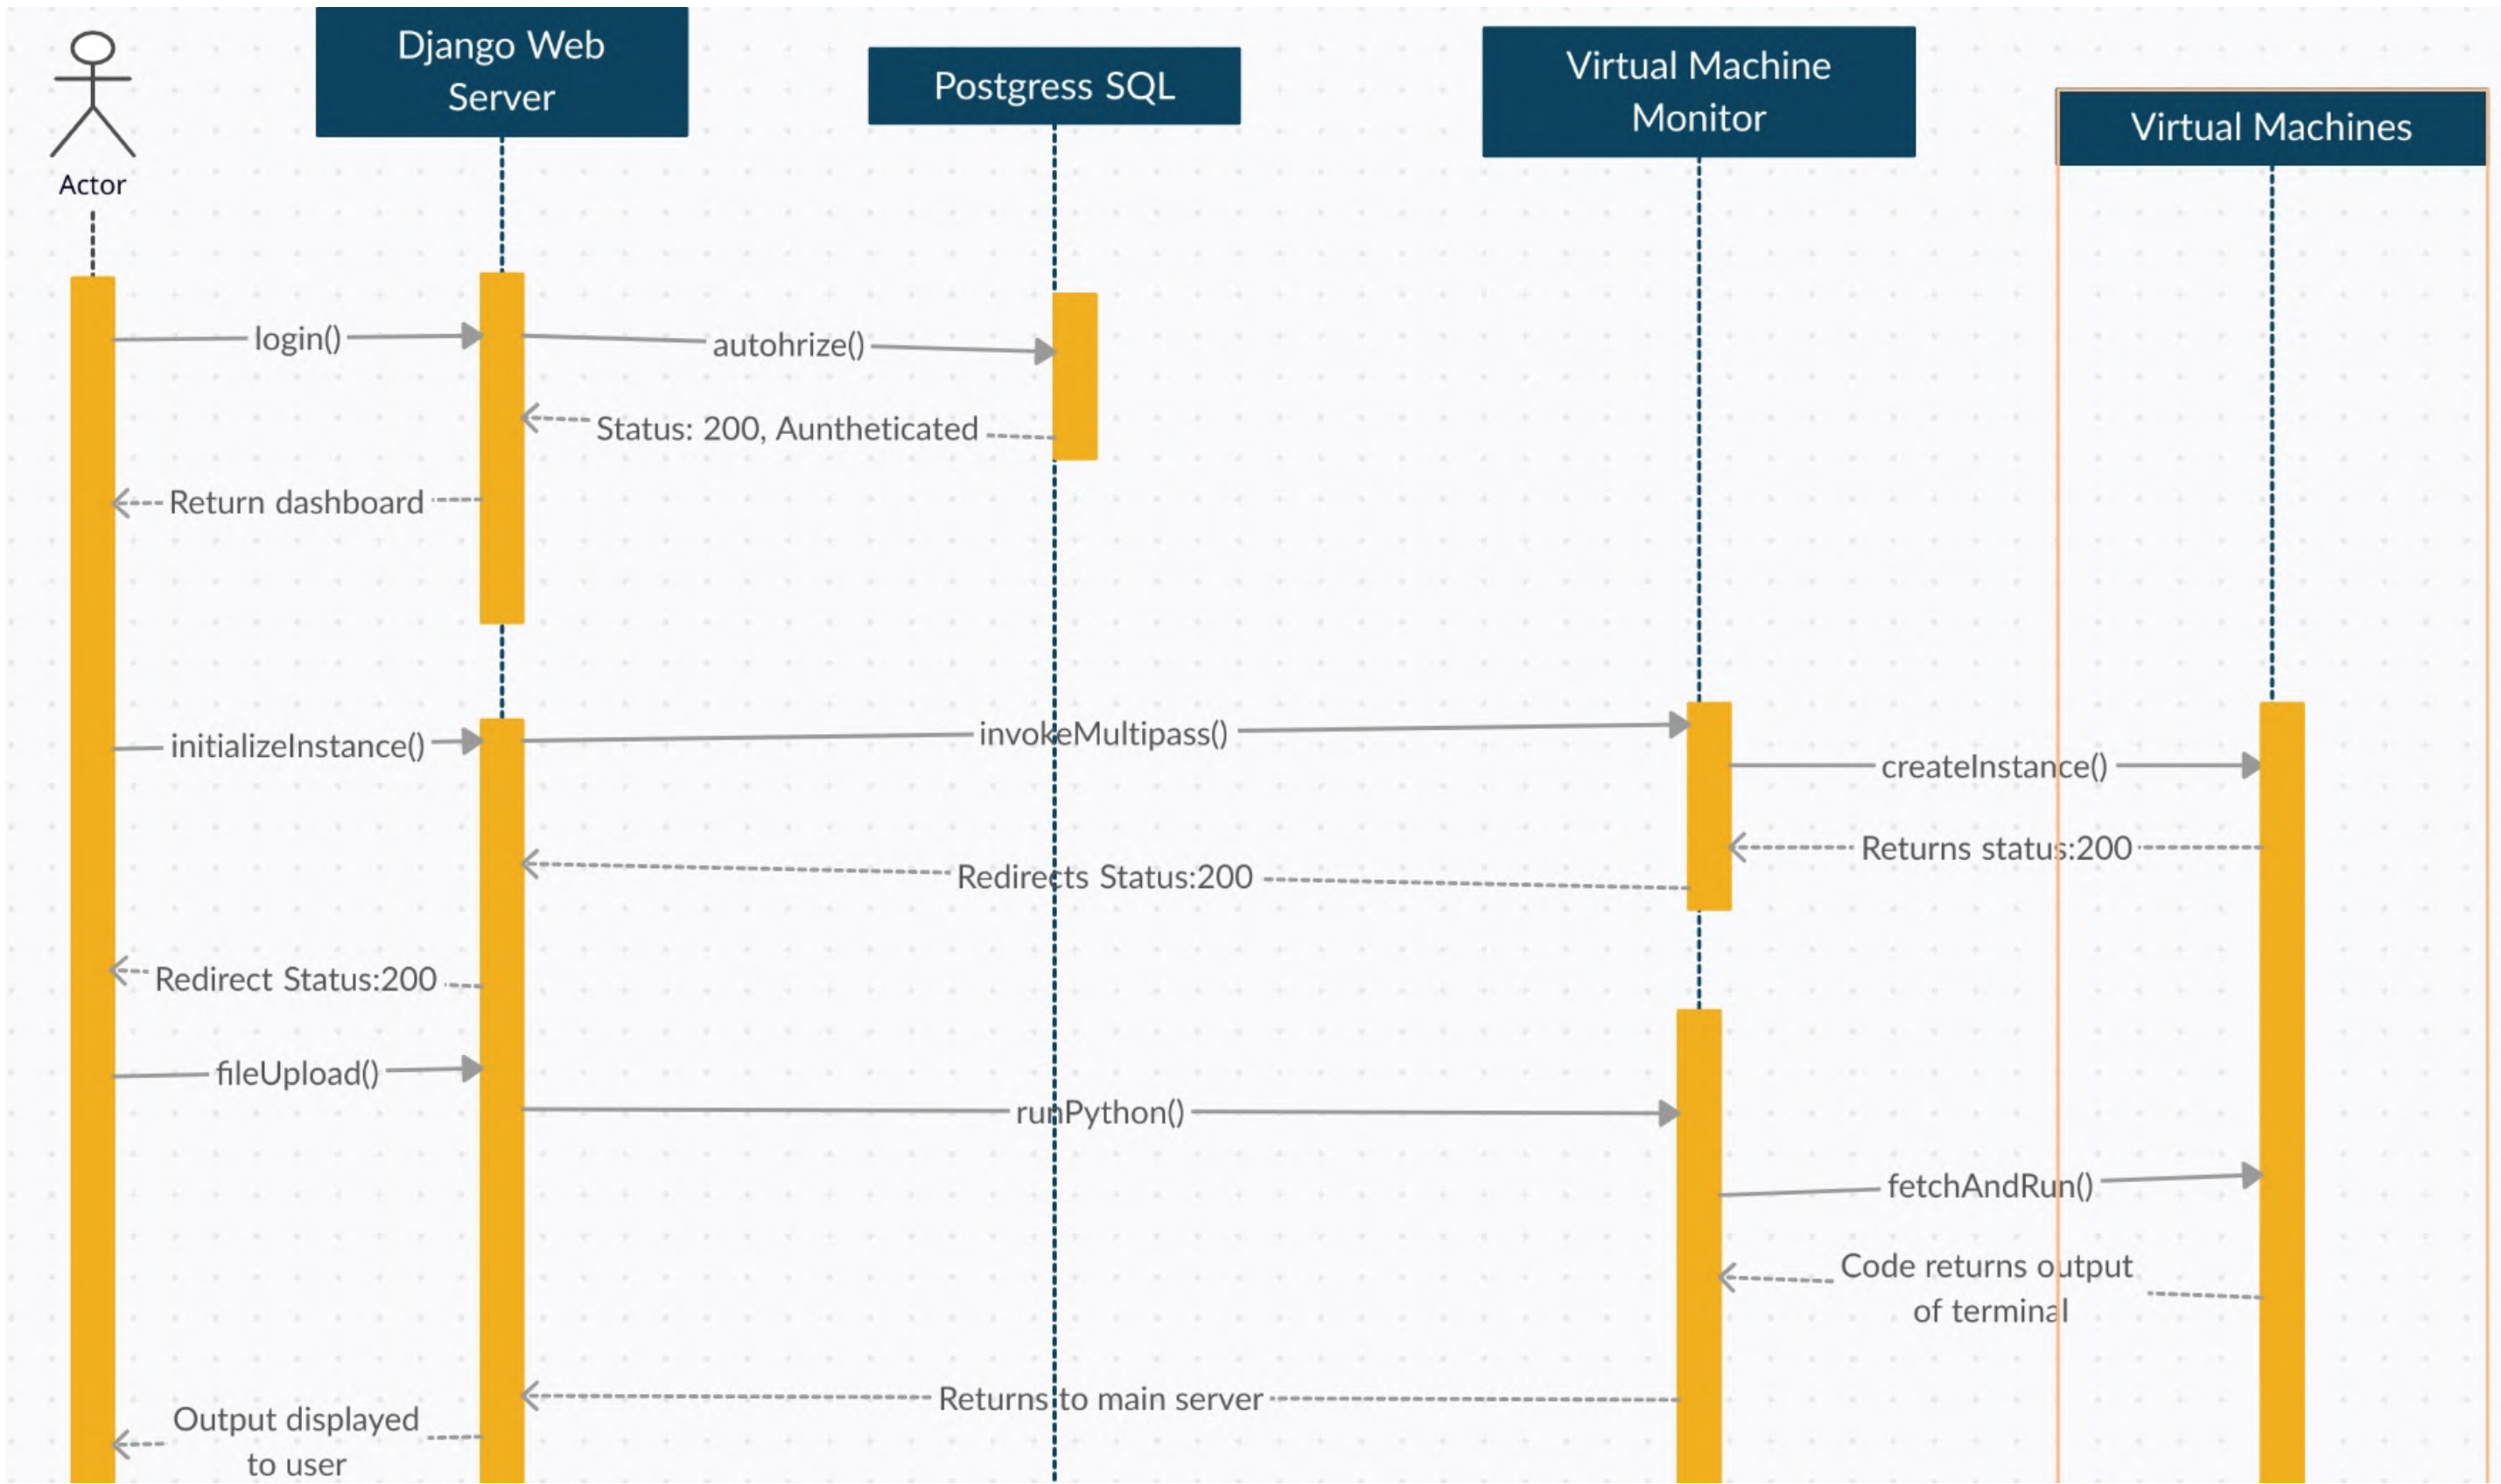 Django Web
Server
Postgress SQL
Virtual Machine
Monitor
Virtual Machines
Actor
login()
autohrize()
Status: 200, Auntheticated
Return dashboard
initializeInstance()
invokeMultipass()
createInstance()
Returns status:200
Redirects Status:200
Redirect Status:200
fileUpload()
runPython()
fetchAndRun()
Code returns output
of terminal
Returns to main server
Output displayed
to user